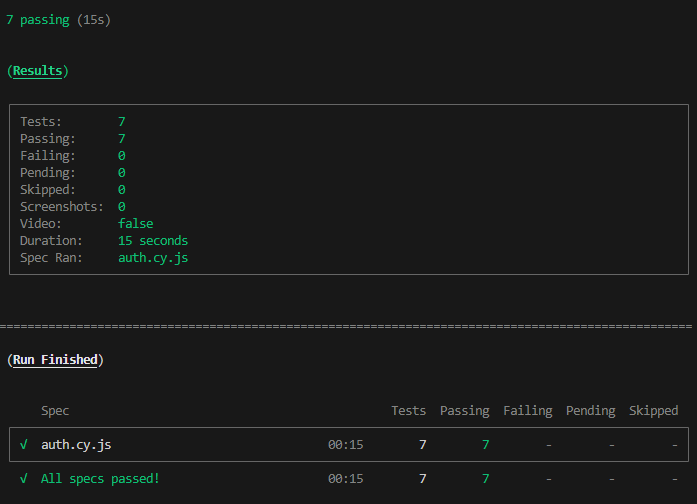 7 passing (15s)
(Results)
Tests: 7
Passing: 7
Failing: 0
Pending: 0
Skipped: 0
Screenshots: 0
Video: false
Duration: 15 seconds
Spec Ran: auth.cy.js
====================================================================================================
(Run Finished)
Spec Tests Passing Failing Pending Skipped
√ auth.cy.js 00:15 7 7 - - -
√ All specs passed! 00:15 7 7 - - -